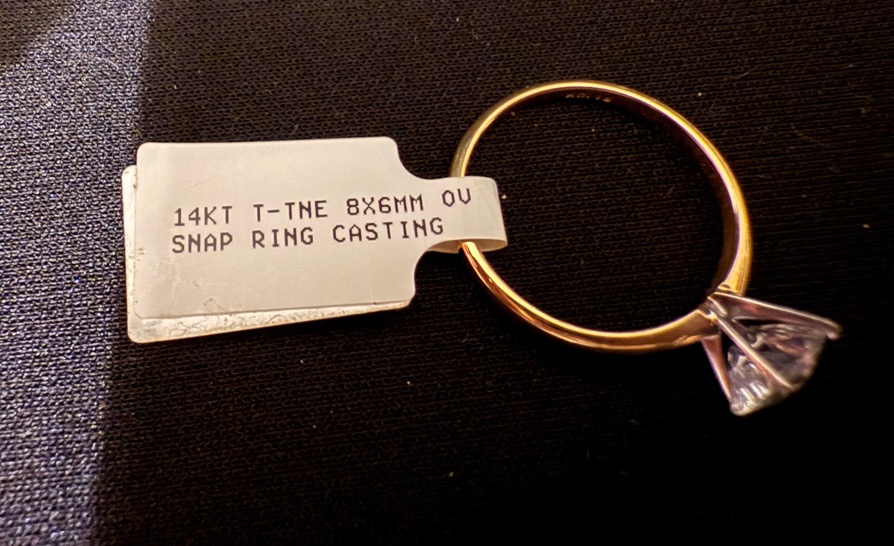 14KT T-TNE 8X6MM OV
SNAP RING CASTING